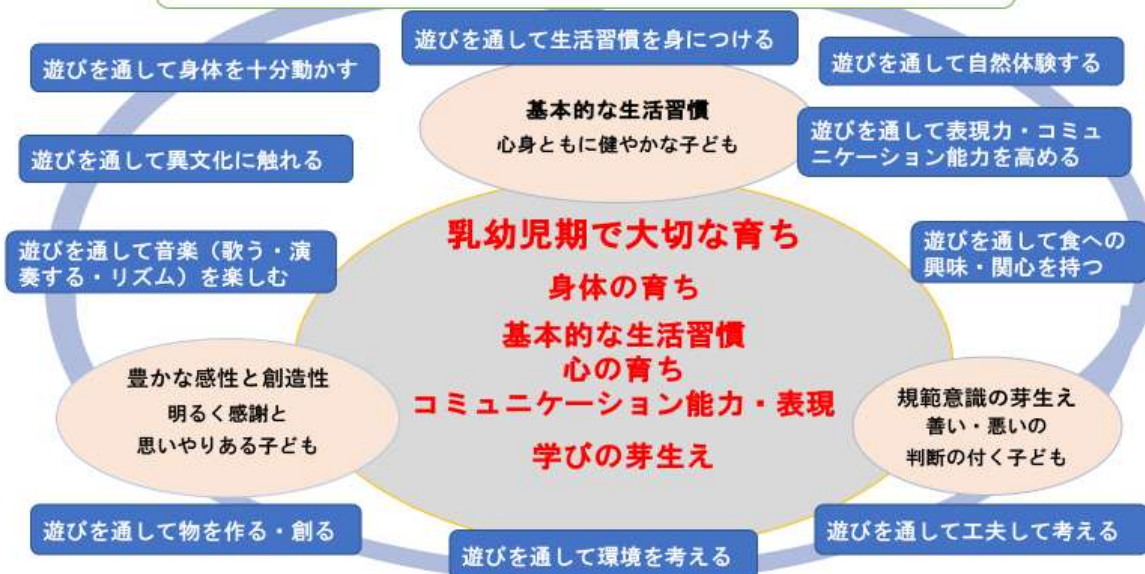 遊びを通して生活習慣を身につける
遊びを通して身体を十分動かす
遊びを通して自然体験する
基本的な生活習慣
心身ともに健やかな子ども
遊びを通して表現力・コミュ
ニケーション能力を高める
遊びを通して異文化に触れる
乳幼児期で大切な育ち
遊びを通して音楽（歌う・演
奏する・リズム）を楽しむ
遊びを通して食への
興味・関心を持つ
身体の育ち
基本的な生活習慣
心の育ち
コミュニケーション能力・表現
学びの芽生え
豊かな感性と創造性
明るく感謝と
思いやりある子ども
規範意識の芽生え
善い・悪いの
判断の付く子ども
遊びを通して物を作る・創る
遊びを通して環境を考える
遊びを通して工夫して考える